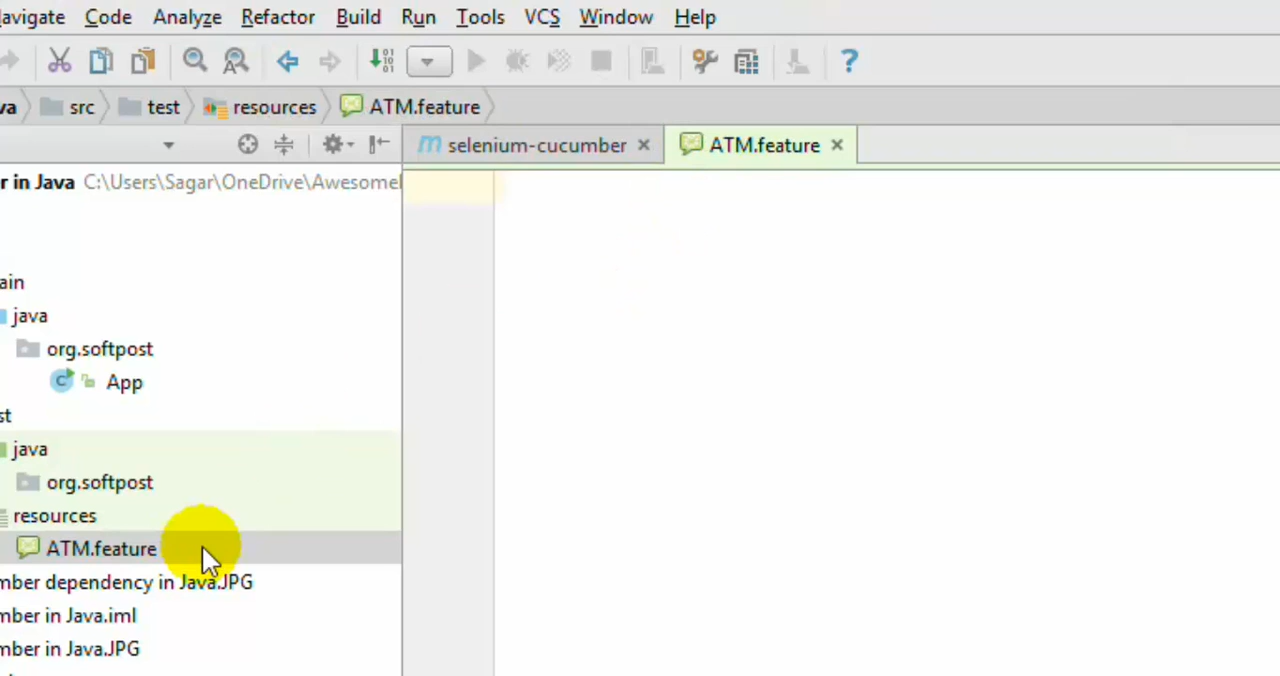 avigate Code Analyze Refactor Build Run Tools VCS Window Help
va src test resources ATM.feature
selenium-cucumber ATM.feature
r in Java C:\Users\Sagar\OneDrive\Awesome
ain
java
org.softpost
App
st
java
org.softpost
resources
ATM.feature
mber dependency in Java.JPG
mber in Java.iml
mber in Java.JPG